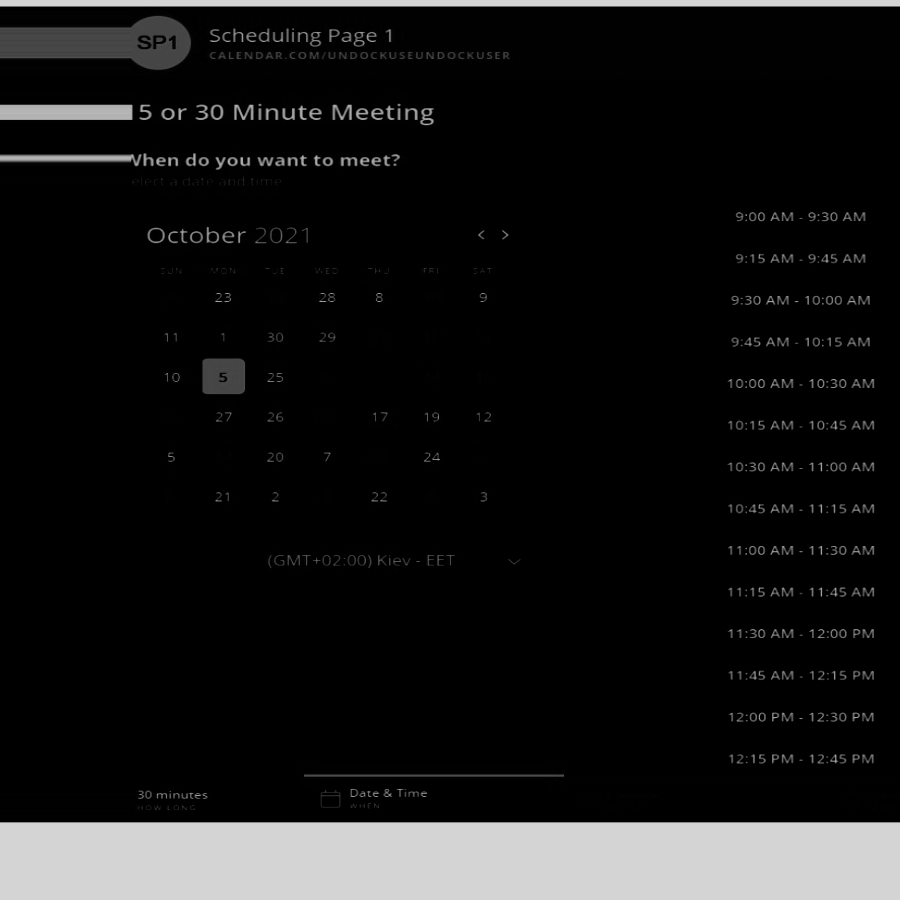 SP1
Scheduling Page 1
CALENDAR.COM/UNDOCKUSEUNDOCKUSER
5 or 30 Minute Meeting
When do you want to meet?
elect a date and time
October 2021 < >
SUN MON TUE WED THU FRI SAT
23 28 8 9
11 1 30 29
10 5 25
27 26 17 19 12
5 20 7 24
21 2 22 3
(GMT+02:00) Kiev - EET
9:00 AM - 9:30 AM
9:15 AM - 9:45 AM
9:30 AM - 10:00 AM
9:45 AM - 10:15 AM
10:00 AM - 10:30 AM
10:15 AM - 10:45 AM
10:30 AM - 11:00 AM
10:45 AM - 11:15 AM
11:00 AM - 11:30 AM
11:15 AM - 11:45 AM
11:30 AM - 12:00 PM
11:45 AM - 12:15 PM
12:00 PM - 12:30 PM
12:15 PM - 12:45 PM
30 minutes
HOW LONG
Date & Time
WHEN